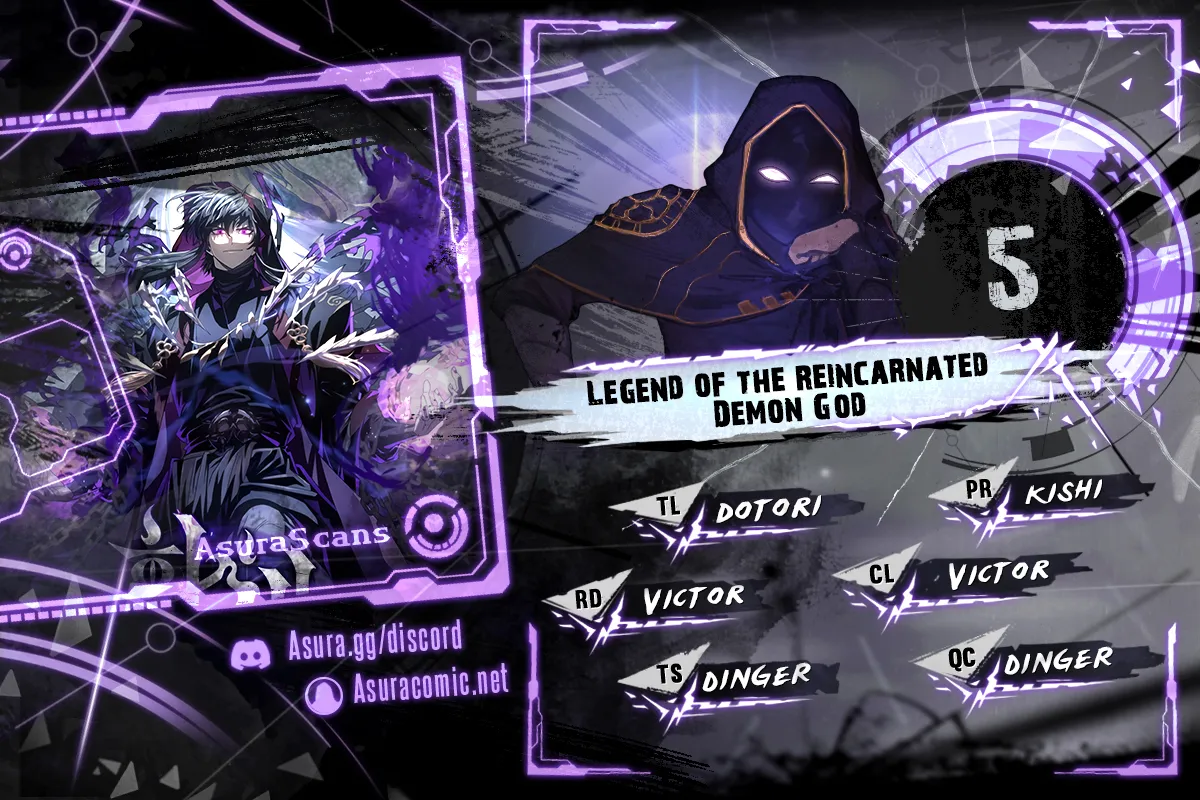 5
LEGEND OF THE REINCARNATED
DEMON GOD
TL DOTORI
PR KISHI
RD VICTOR
CL VICTOR
TS DINGER
QC DINGER
AsuraScans
Asura.gg/discord
Asuracomic.net